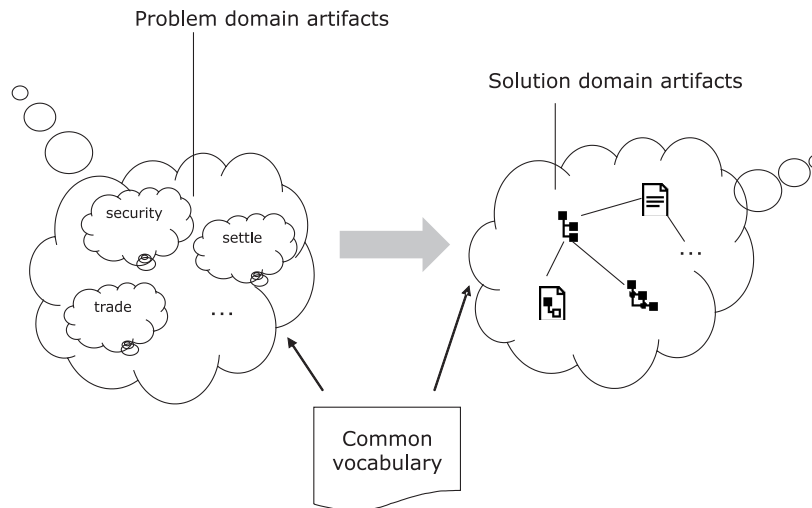 Problem domain artifacts
Solution domain artifacts
security
settle
trade
...
...
Common
vocabulary